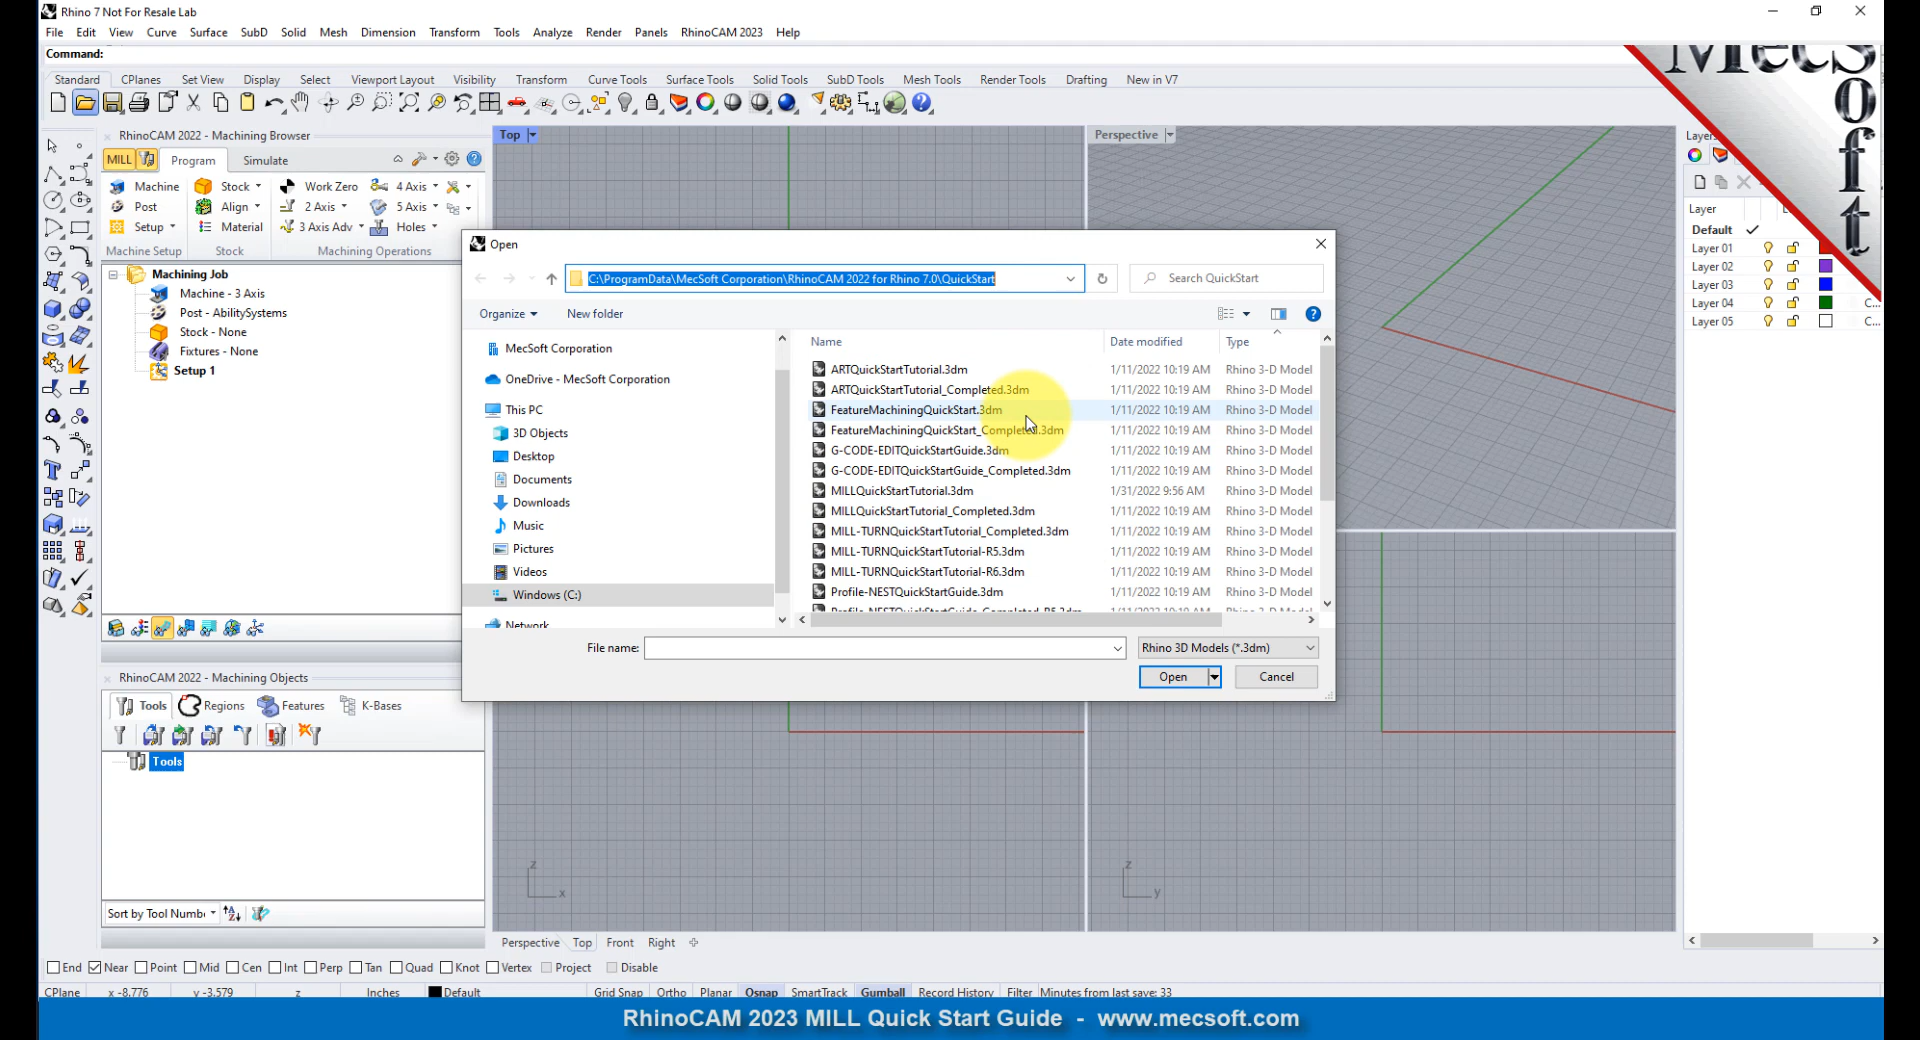 Rhino 7 Not For Resale Lab
File Edit View Curve Surface SubD Solid Mesh Dimension Transform Tools Analyze Render Panels RhinoCAM 2023 Help
Command:
Standard CPlanes Set View Display Select Viewport Layout Visibility Transform Curve Tools Surface Tools Solid Tools SubD Tools Mesh Tools Render Tools Drafting New in V7
MecSoft
RhinoCAM 2022 - Machining Browser
MILL Program Simulate
Machine Stock Work Zero 4 Axis
Post Align 2 Axis 5 Axis
Setup Material 3 Axis Adv Holes
Machine Setup Stock Machining Operations
Machining Job
Machine - 3 Axis
Post - AbilitySystems
Stock - None
Fixtures - None
Setup 1
RhinoCAM 2022 - Machining Objects
Tools Regions Features K-Bases
Tools
Sort by Tool Numbe
Top
Perspective
Open
C:\ProgramData\MecSoft Corporation\RhinoCAM 2022 for Rhino 7.0\QuickStart
Search QuickStart
Organize New folder
MecSoft Corporation
OneDrive - MecSoft Corporation
This PC
3D Objects
Desktop
Documents
Downloads
Music
Pictures
Videos
Windows (C:)
Network
Name Date modified Type
ARTQuickStartTutorial.3dm 1/11/2022 10:19 AM Rhino 3-D Model
ARTQuickStartTutorial_Completed.3dm 1/11/2022 10:19 AM Rhino 3-D Model
FeatureMachiningQuickStart.3dm 1/11/2022 10:19 AM Rhino 3-D Model
FeatureMachiningQuickStart_Completed.3dm 1/11/2022 10:19 AM Rhino 3-D Model
G-CODE-EDITQuickStartGuide.3dm 1/11/2022 10:19 AM Rhino 3-D Model
G-CODE-EDITQuickStartGuide_Completed.3dm 1/11/2022 10:19 AM Rhino 3-D Model
MILLQuickStartTutorial.3dm 1/31/2022 9:56 AM Rhino 3-D Model
MILLQuickStartTutorial_Completed.3dm 1/11/2022 10:19 AM Rhino 3-D Model
MILL-TURNQuickStartTutorial_Completed.3dm 1/11/2022 10:19 AM Rhino 3-D Model
MILL-TURNQuickStartTutorial-R5.3dm 1/11/2022 10:19 AM Rhino 3-D Model
MILL-TURNQuickStartTutorial-R6.3dm 1/11/2022 10:19 AM Rhino 3-D Model
Profile-NESTQuickStartGuide.3dm 1/11/2022 10:19 AM Rhino 3-D Model
Profile-NESTQuickStartGuide_Completed_R5.3dm 1/11/2022 10:19 AM Rhino 3-D Model
File name: Rhino 3D Models (*.3dm)
Open Cancel
Layers
Layer
Default
Layer 01
Layer 02
Layer 03
Layer 04 C...
Layer 05 C...
z
x
z
y
Perspective Top Front Right
End Near Point Mid Cen Int Perp Tan Quad Knot Vertex Project Disable
CPlane x -8.776 y -3.579 z Inches Default Grid Snap Ortho Planar Osnap SmartTrack Gumball Record History Filter Minutes from last save: 33
RhinoCAM 2023 MILL Quick Start Guide - www.mecsoft.com